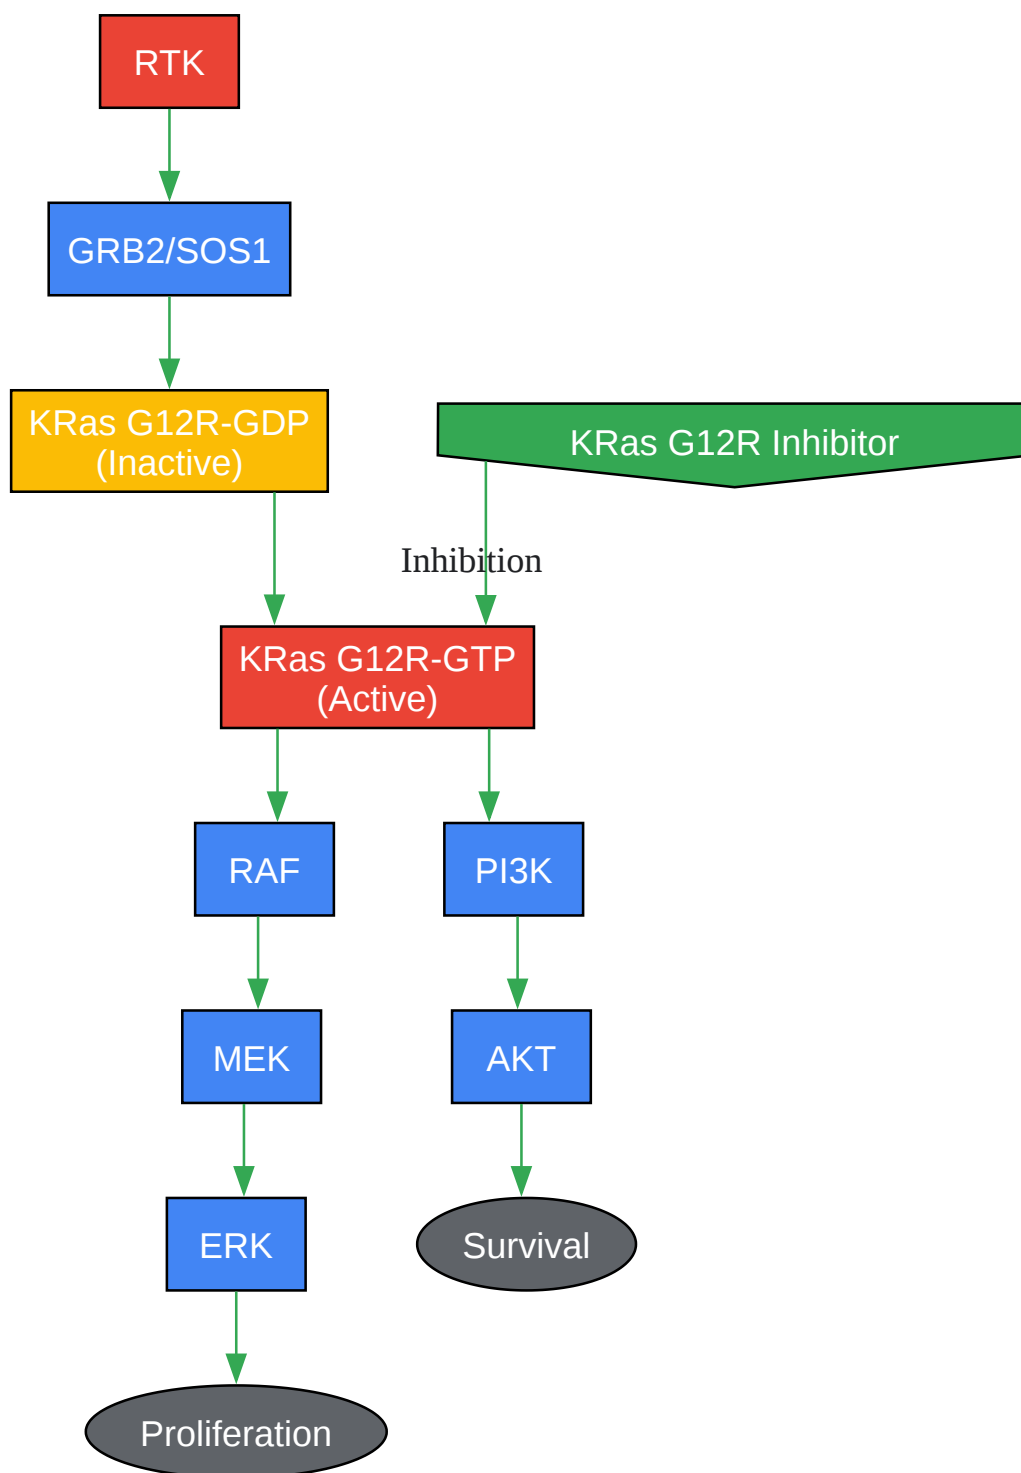 RTK
GRB2/SOS1
KRas G12R-GDP
(Inactive)
KRas G12R Inhibitor
Inhibition
KRas G12R-GTP
(Active)
RAF
PI3K
MEK
AKT
ERK
Survival
Proliferation